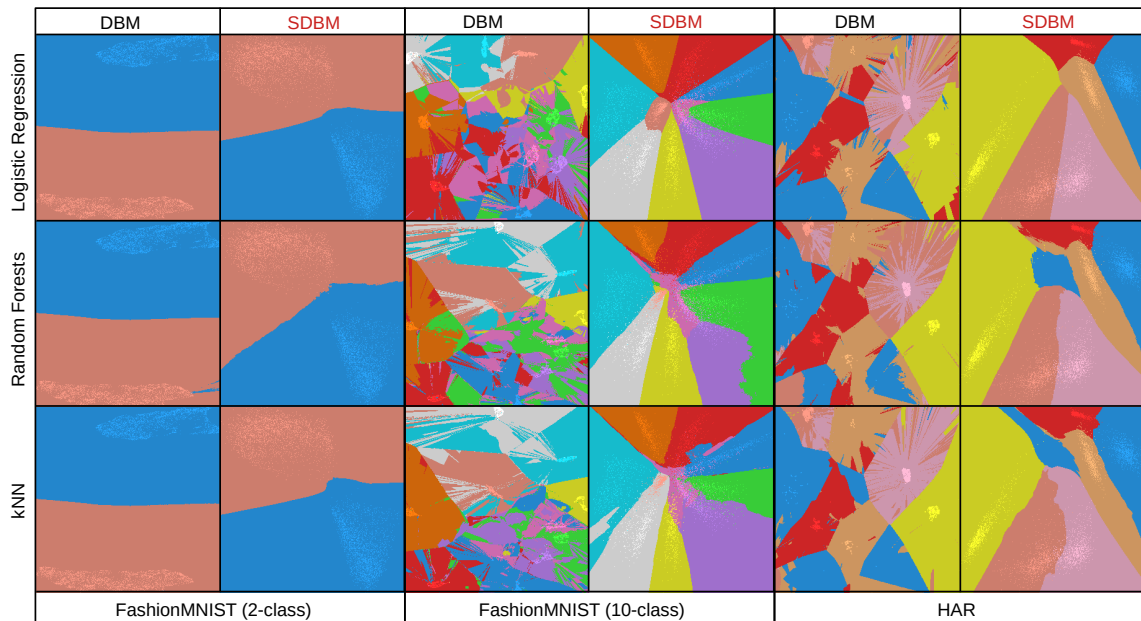 DBM
SDBM
DBM
SDBM
DBM
SDBM
Logistic Regression
Random Forests
kNN
FashionMNIST (2-class)
FashionMNIST (10-class)
HAR